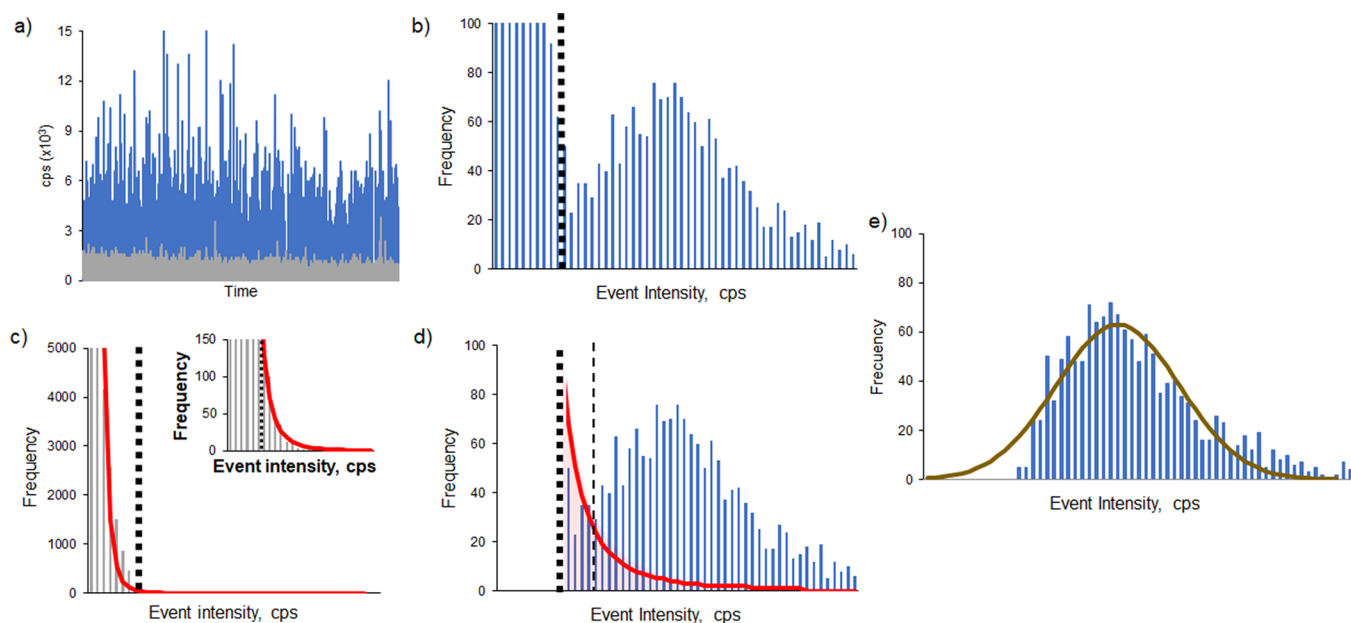 a)
15
12
9
6
3
0
cps (x10³)
Time
b)
100
80
60
40
20
0
Frequency
Event Intensity, cps
c)
5000
4000
3000
2000
1000
0
Frequency
Event intensity, cps
150
100
50
0
Frequency
Event intensity, cps
d)
100
80
60
40
20
0
Frequency
Event Intensity, cps
e)
100
80
60
40
20
0
Frecuency
Event Intensity, cps